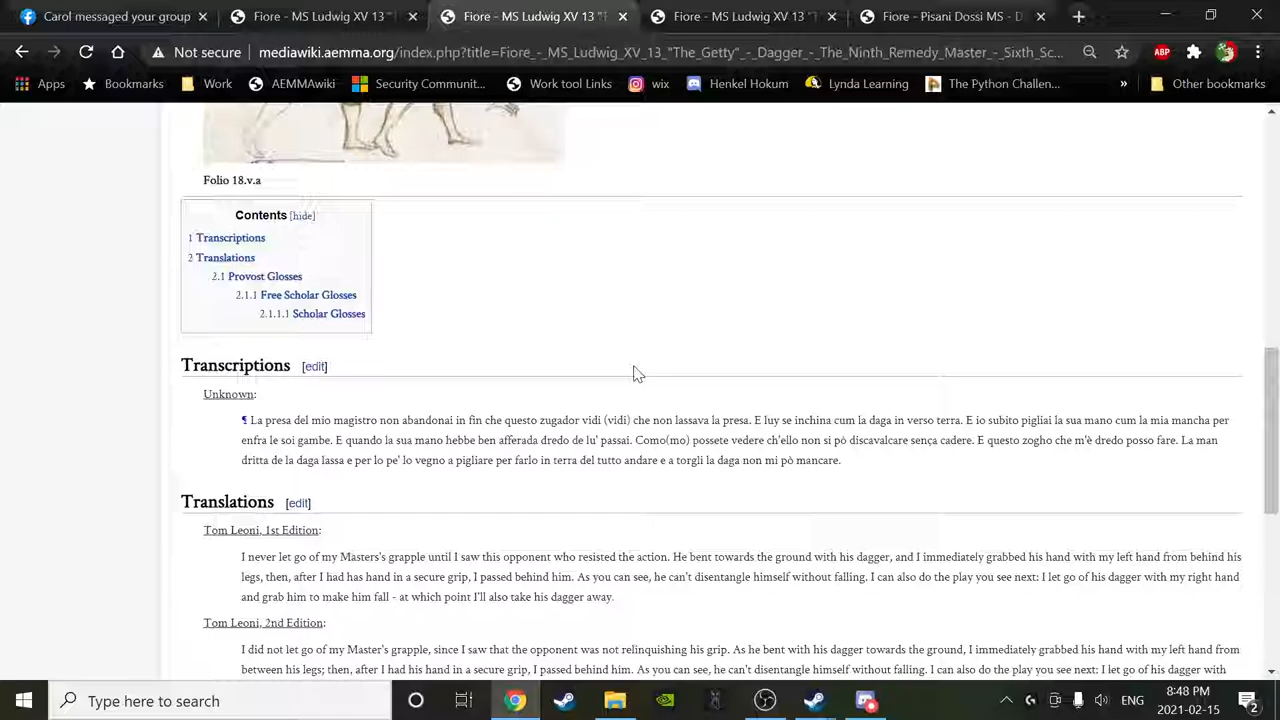 Carol messaged your group
Fiore - MS Ludwig XV 13 "T
Fiore - MS Ludwig XV 13 "T
Fiore - MS Ludwig XV 13 "T
Fiore - Pisani Dossi MS - D
Not secure
mediawiki.aemma.org/index.php?title=Fiore_-_MS_Ludwig_XV_13_"The_Getty"_-_Dagger_-_The_Ninth_Remedy_Master_-_Sixth_Sc...
ABP
Apps
Bookmarks
Work
AEMMAwiki
Security Communit...
Work tool Links
wix
Henkel Hokum
Lynda Learning
The Python Challen...
»
Other bookmarks
Folio 18.v.a
Contents [hide]
1 Transcriptions
2 Translations
2.1 Provost Glosses
2.1.1 Free Scholar Glosses
2.1.1.1 Scholar Glosses
Transcriptions [edit]
Unknown:
¶ La presa del mio magistro non abandonai in fin che questo zugador vidi (vidi) che non lassava la presa. E luy se inchina cum la daga in verso terra. E io subito pigliai la sua mano cum la mia mancha per
enfra le soi gambe. E quando la sua mano hebbe ben afferada dredo de lu' passai. Como(mo) possete vedere ch'ello non si pò discavalcare sença cadere. E questo zogho che m'è dredo posso fare. La man
dritta de la daga lassa e per lo pe' lo vegno a pigliare per farlo in terra del tutto andare e a torgli la daga non mi pò mancare.
Translations [edit]
Tom Leoni, 1st Edition:
I never let go of my Masters's grapple until I saw this opponent who resisted the action. He bent towards the ground with his dagger, and I immediately grabbed his hand with my left hand from behind his
legs, then, after I had has hand in a secure grip, I passed behind him. As you can see, he can't disentangle himself without falling. I can also do the play you see next: I let go of his dagger with my right hand
and grab him to make him fall - at which point I'll also take his dagger away.
Tom Leoni, 2nd Edition:
I did not let go of my Master's grapple, since I saw that the opponent was not relinquishing his grip. As he bent with his dagger towards the ground, I immediately grabbed his hand with my left hand from
between his legs; then, after I had his hand in a secure grip, I passed behind him. As you can see, he can't disentangle himself without falling. I can also do the play you see next: I let go of his dagger with
Type here to search
ENG
8:48 PM
2021-02-15
2